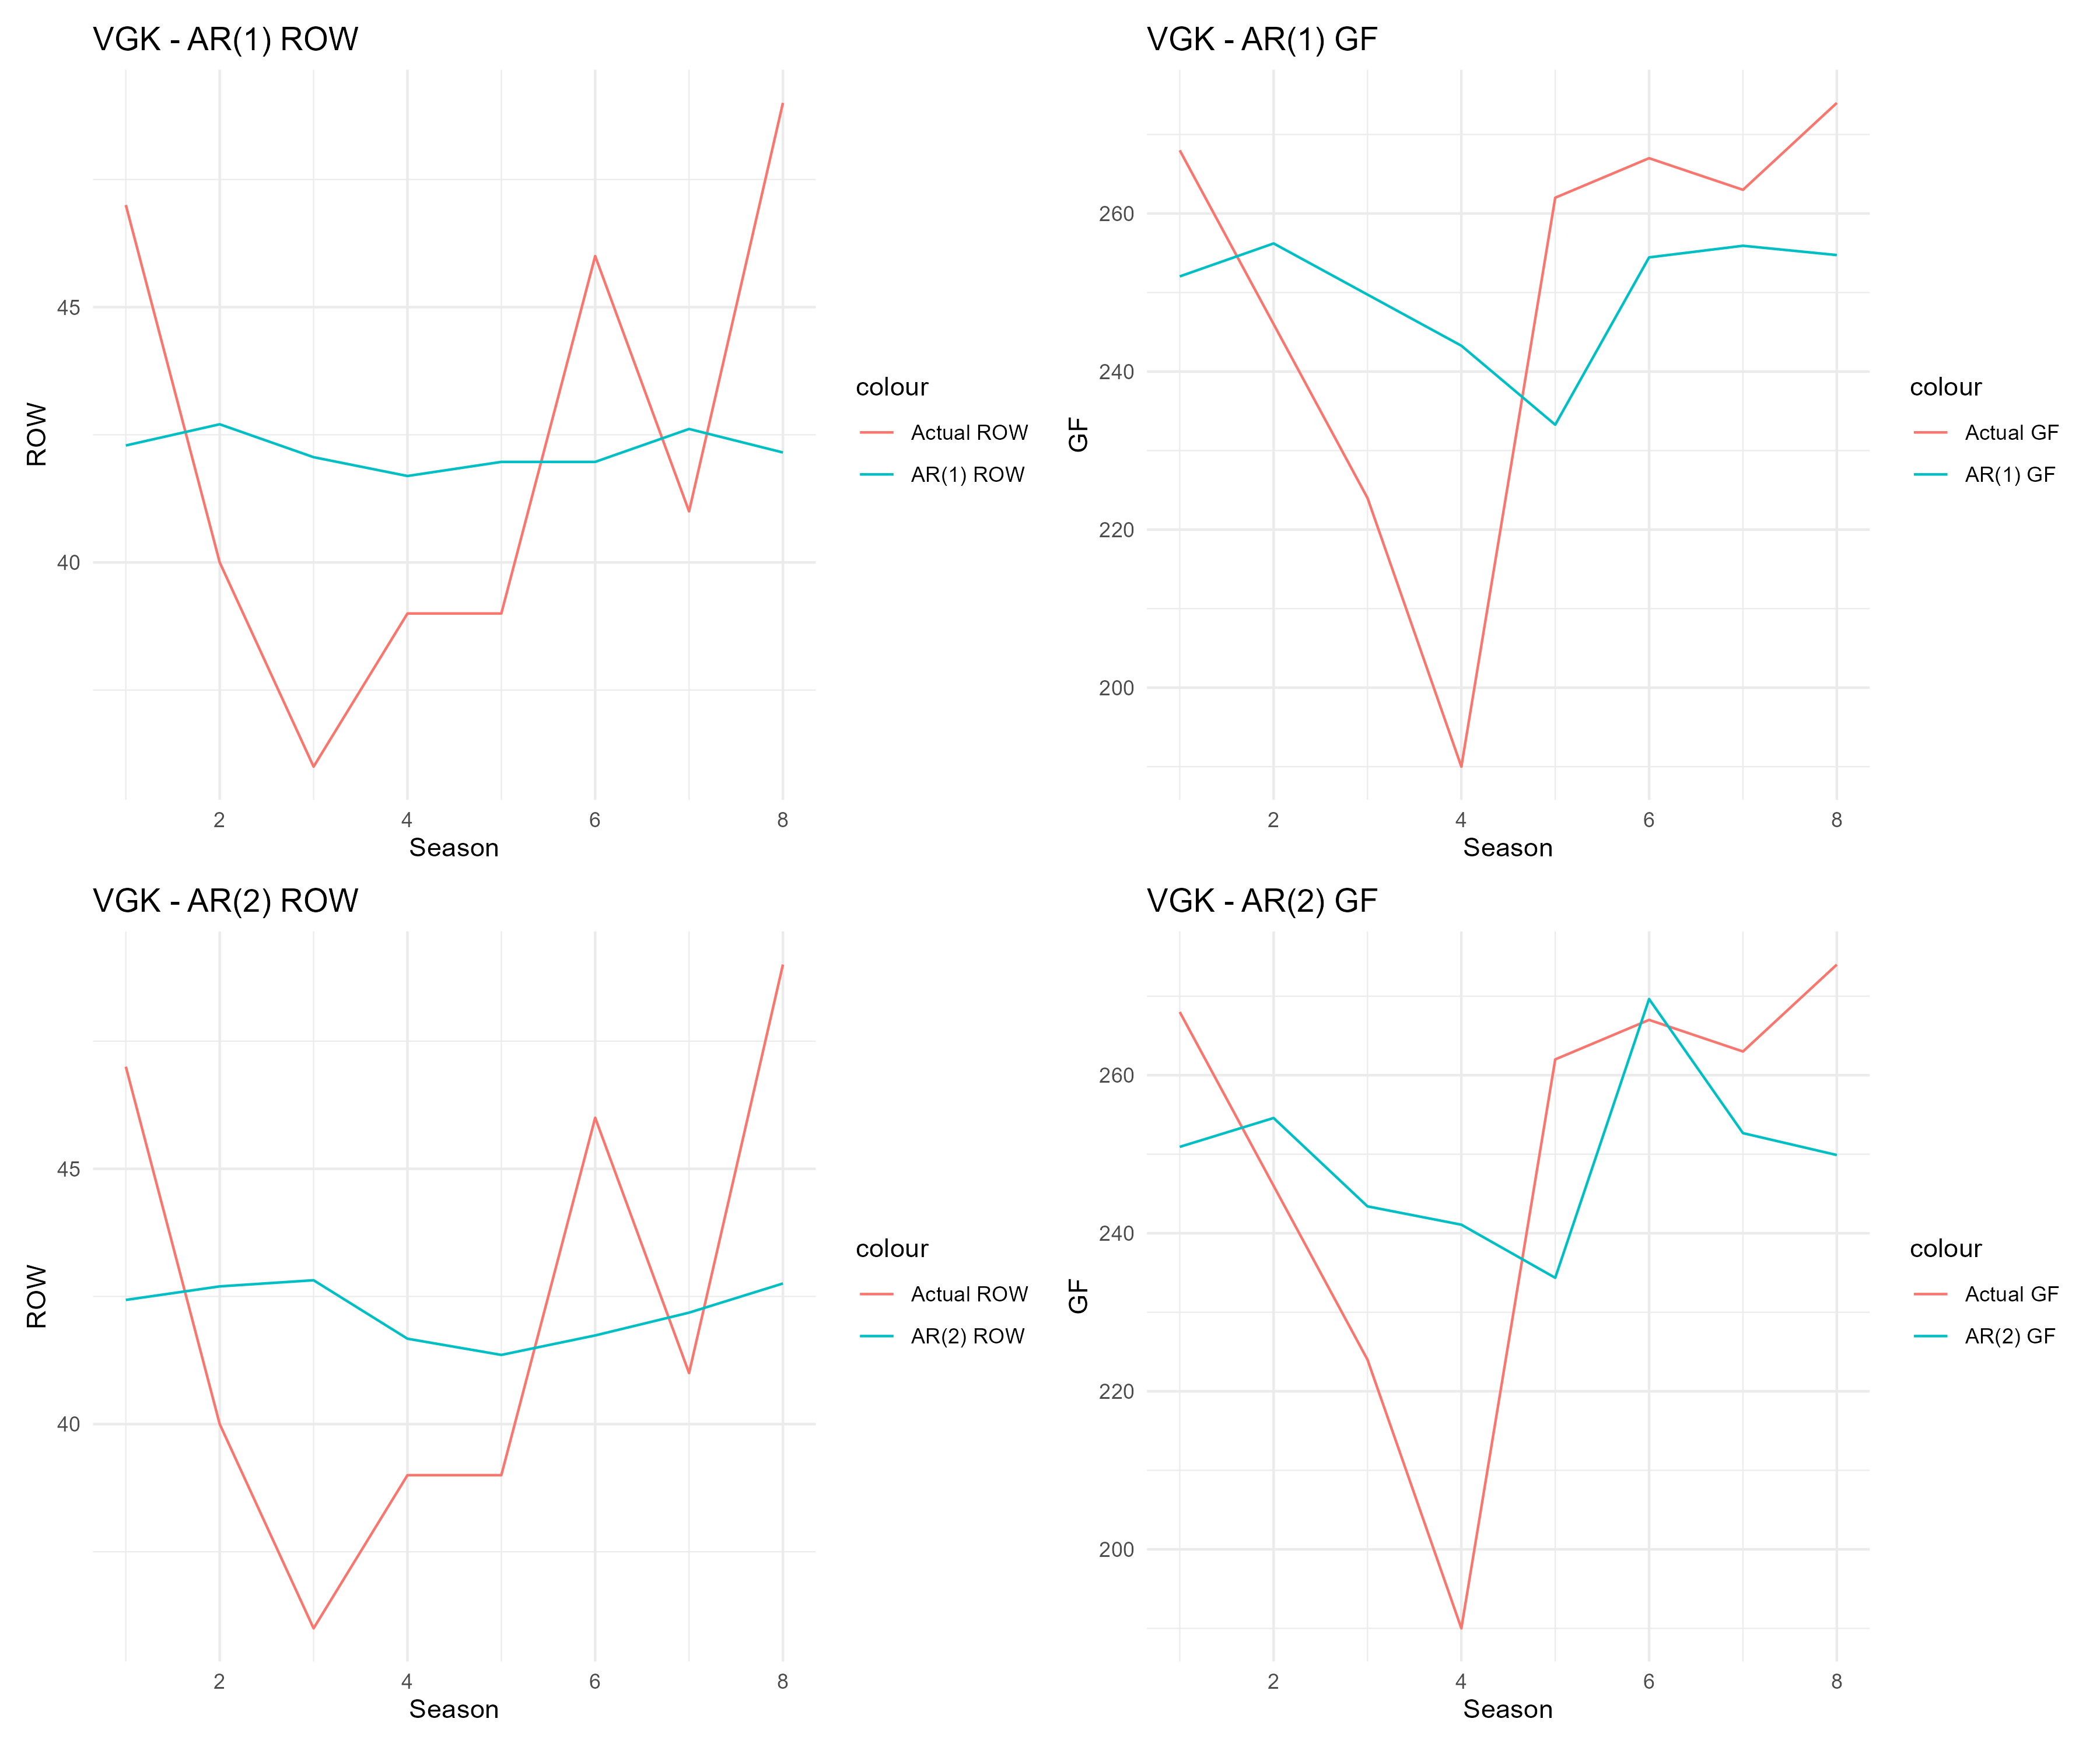 VGK - AR(1) ROW
ROW
45
40
2 4 6 8
Season
colour
Actual ROW
AR(1) ROW
VGK - AR(1) GF
GF
260
240
220
200
2 4 6 8
Season
colour
Actual GF
AR(1) GF
VGK - AR(2) ROW
ROW
45
40
2 4 6 8
Season
colour
Actual ROW
AR(2) ROW
VGK - AR(2) GF
GF
260
240
220
200
2 4 6 8
Season
colour
Actual GF
AR(2) GF